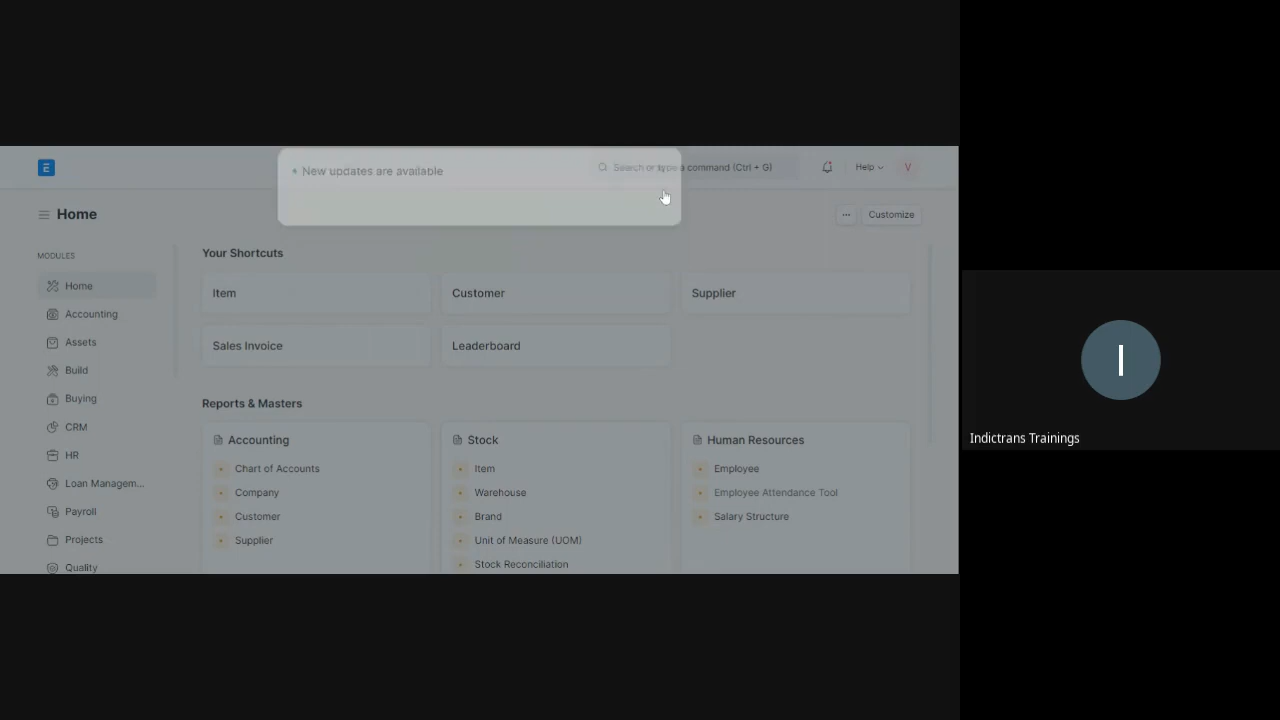 E
New updates are available
Search or type a command (Ctrl + G)
Help
V
Home
Customize
MODULES
Home
Accounting
Assets
Build
Buying
CRM
HR
Loan Managem...
Payroll
Projects
Quality
Your Shortcuts
Item
Customer
Supplier
Sales Invoice
Leaderboard
Reports & Masters
Accounting
Chart of Accounts
Company
Customer
Supplier
Stock
Item
Warehouse
Brand
Unit of Measure (UOM)
Stock Reconciliation
Human Resources
Employee
Employee Attendance Tool
Salary Structure
I
Indictrans Trainings